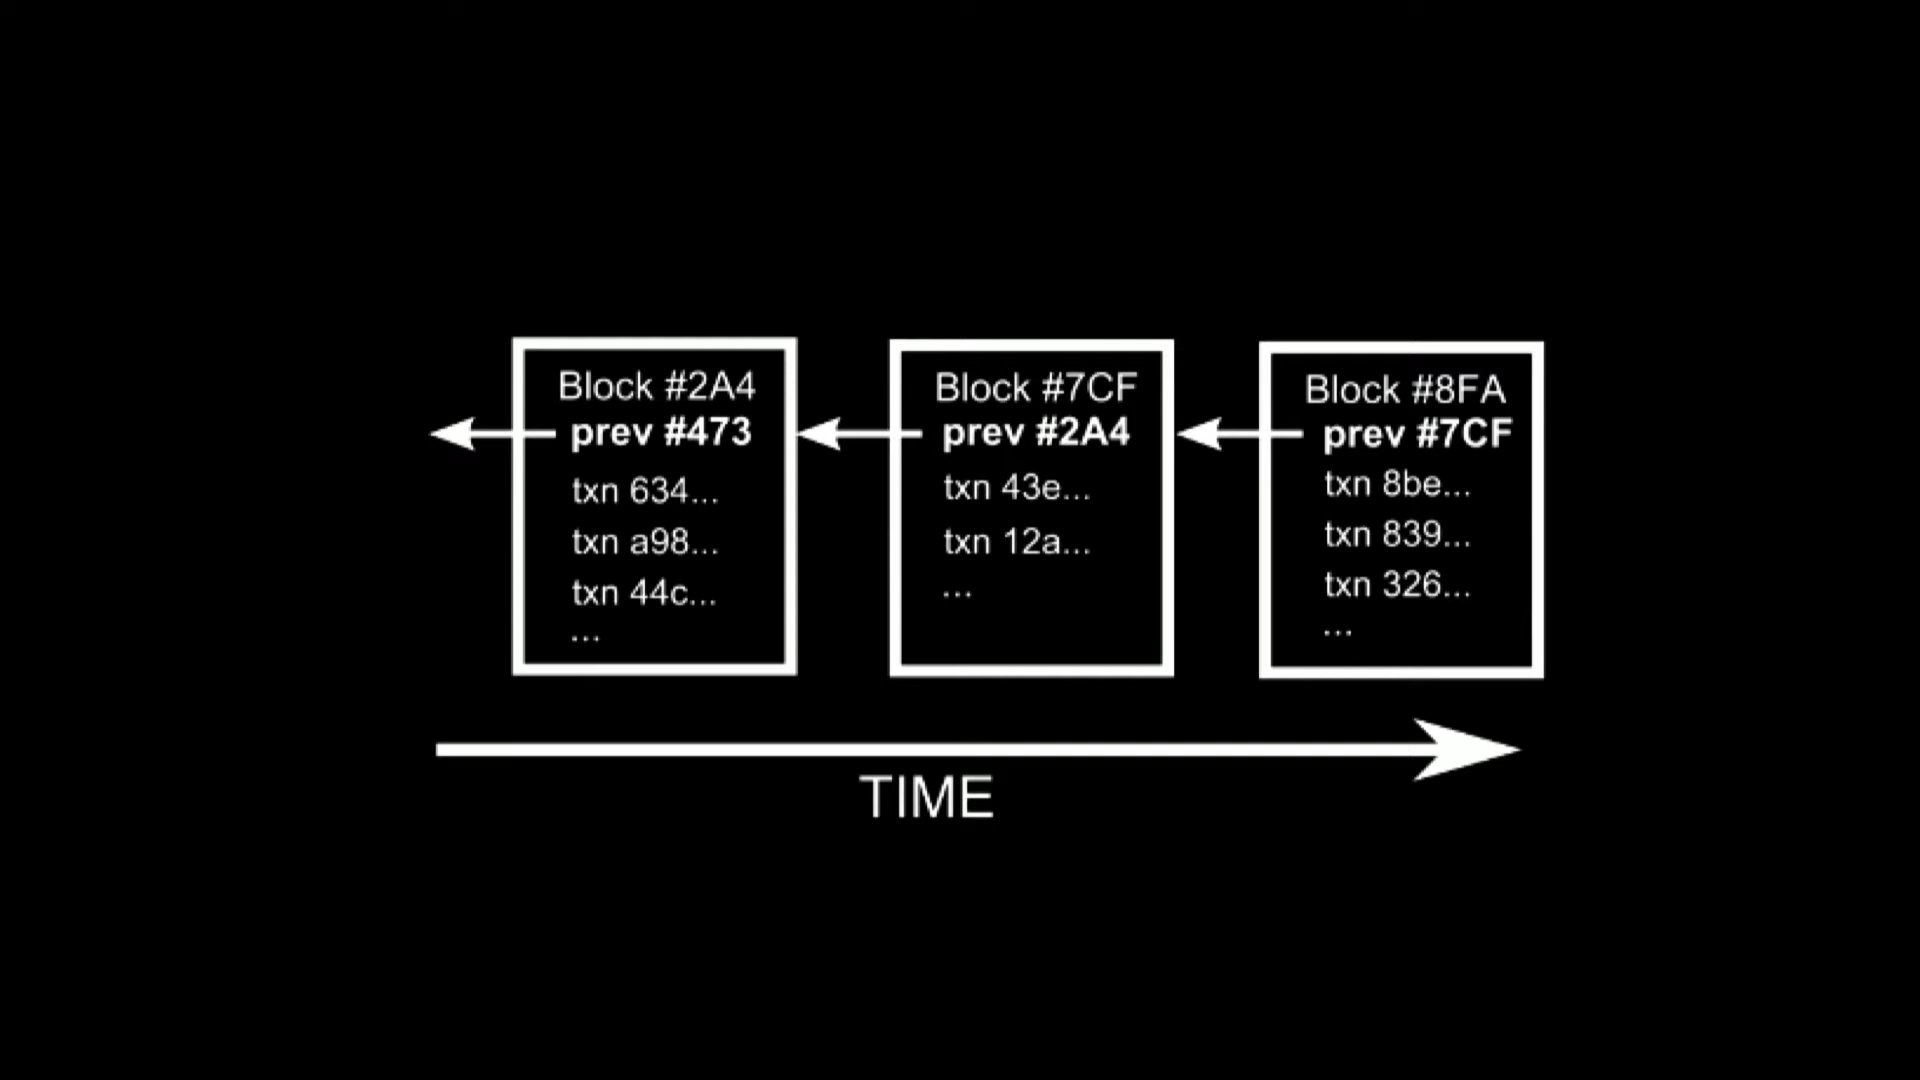 Block #2A4
prev #473
txn 634...
txn a98...
txn 44c...
...
Block #7CF
prev #2A4
txn 43e...
txn 12a...
...
Block #8FA
prev #7CF
txn 8be...
txn 839...
txn 326...
...
TIME